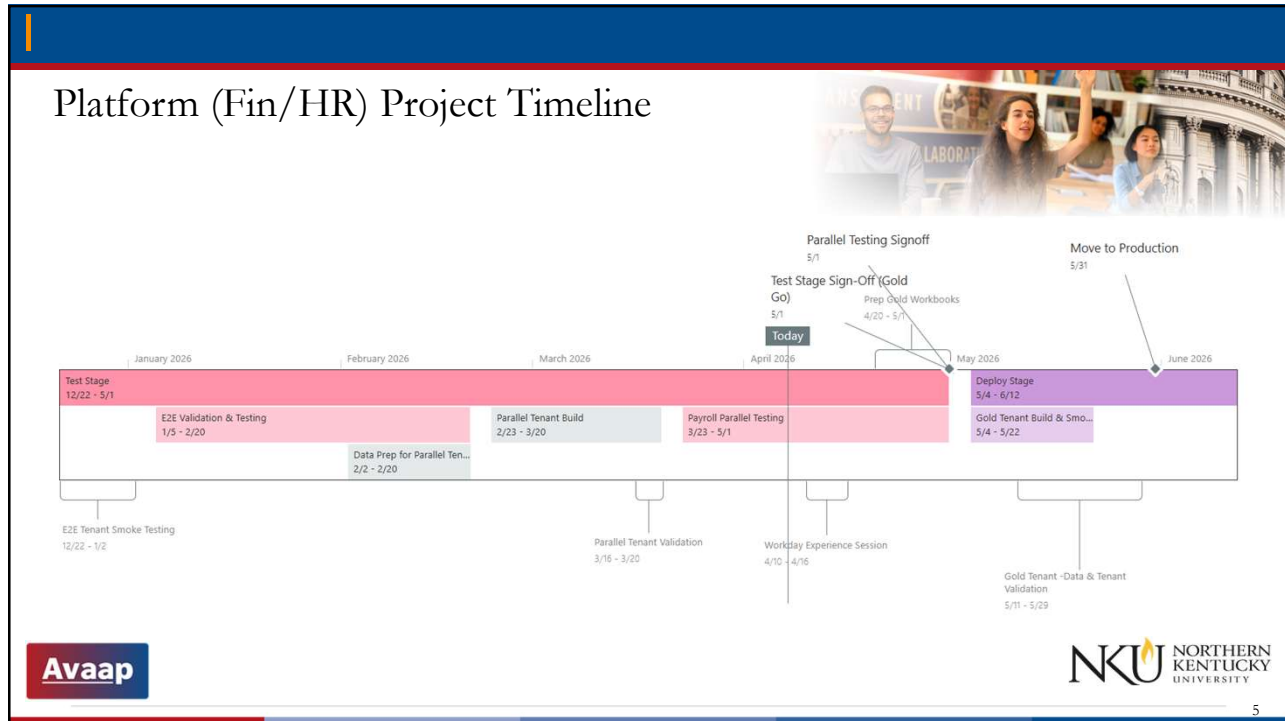 Platform (Fin/HR) Project Timeline
Parallel Testing Signoff
5/1
Move to Production
5/31
Test Stage Sign-Off (Gold
Go)
5/1
Prep Gold Workbooks
4/20 - 5/1
Today
January 2026
February 2026
March 2026
April 2026
May 2026
June 2026
Test Stage
12/22 - 5/1
Deploy Stage
5/4 - 6/12
E2E Validation & Testing
1/5 - 2/20
Parallel Tenant Build
2/23 - 3/20
Payroll Parallel Testing
3/23 - 5/1
Gold Tenant Build & Smo...
5/4 - 5/22
Data Prep for Parallel Ten...
2/2 - 2/20
E2E Tenant Smoke Testing
12/22 - 1/2
Parallel Tenant Validation
3/16 - 3/20
Workday Experience Session
4/10 - 4/16
Gold Tenant -Data & Tenant
Validation
5/11 - 5/29
Avaap
NKU
NORTHERN
KENTUCKY
UNIVERSITY
5